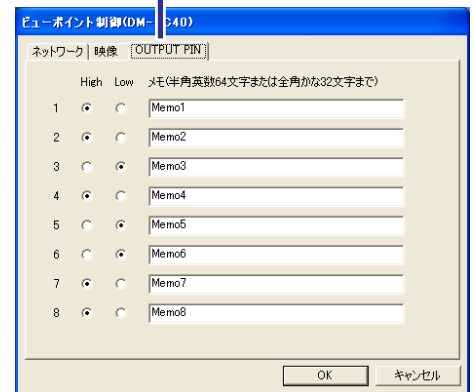 ビューポイント制御(DM- C40)
ネットワーク 映像 OUTPUT PIN
High Low メモ(半角英数64文字または全角かな32文字まで)
1 Memo1
2 Memo2
3 Memo3
4 Memo4
5 Memo5
6 Memo6
7 Memo7
8 Memo8
OK キャンセル